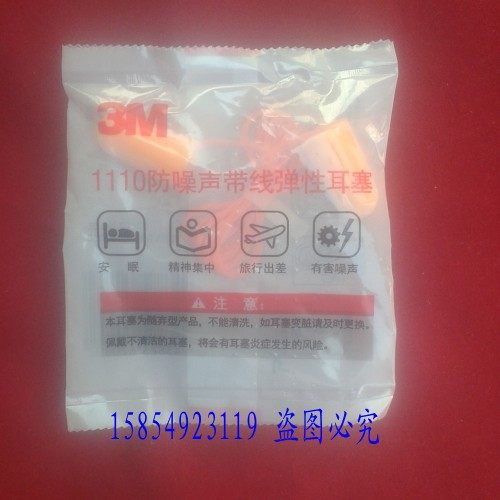 3M
1110防噪声带线弹性耳塞
安眠 精神集中 旅行出差 有害噪声
注意:
本耳塞为随弃型产品，不能清洗，如耳塞变脏请及时更换。
佩戴不清洁的耳塞，将会有耳塞炎症发生的风险。
15854923119 盗图必究